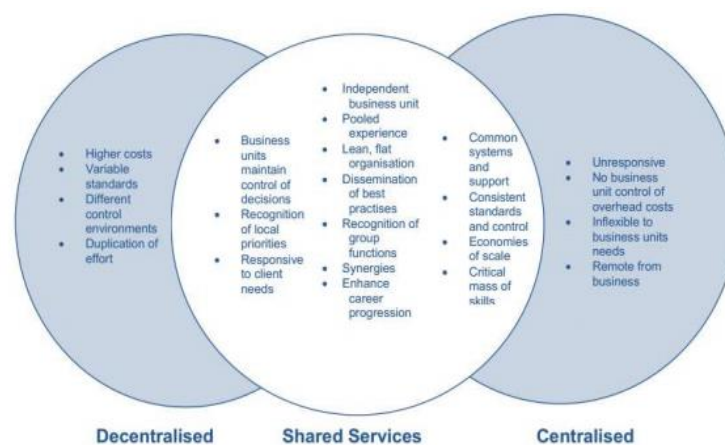 • Higher costs
• Variable
standards
• Different
control
environments
• Duplication of
effort
• Business
units
maintain
control of
decisions
• Recognition
of local
priorities
• Responsive
to client
needs
• Independent
business unit
• Pooled
experience
• Lean, flat
organisation
• Dissemination
of best
practises
• Recognition of
group
functions
• Synergies
• Enhance
career
progression
• Common
systems
and
support
• Consistent
standards
and control
• Economies
of scale
• Critical
mass of
skills
• Unresponsive
• No business
unit control of
overhead costs
• Inflexible to
business units
needs
• Remote from
business
Decentralised
Shared Services
Centralised